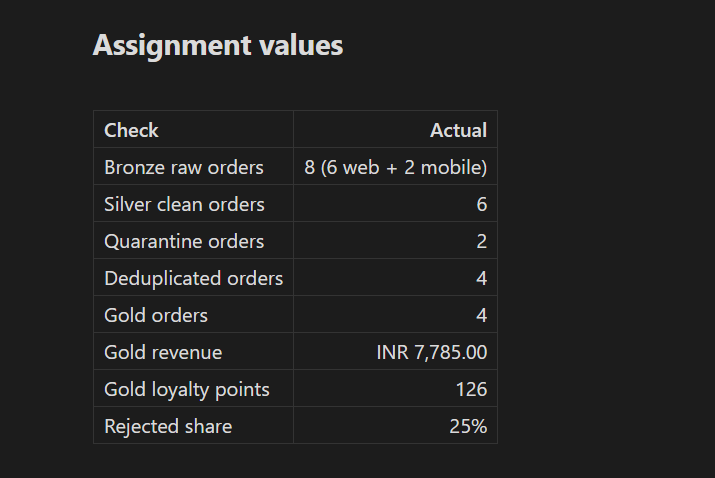 Assignment values
Check Actual
Bronze raw orders 8 (6 web + 2 mobile)
Silver clean orders 6
Quarantine orders 2
Deduplicated orders 4
Gold orders 4
Gold revenue INR 7,785.00
Gold loyalty points 126
Rejected share 25%